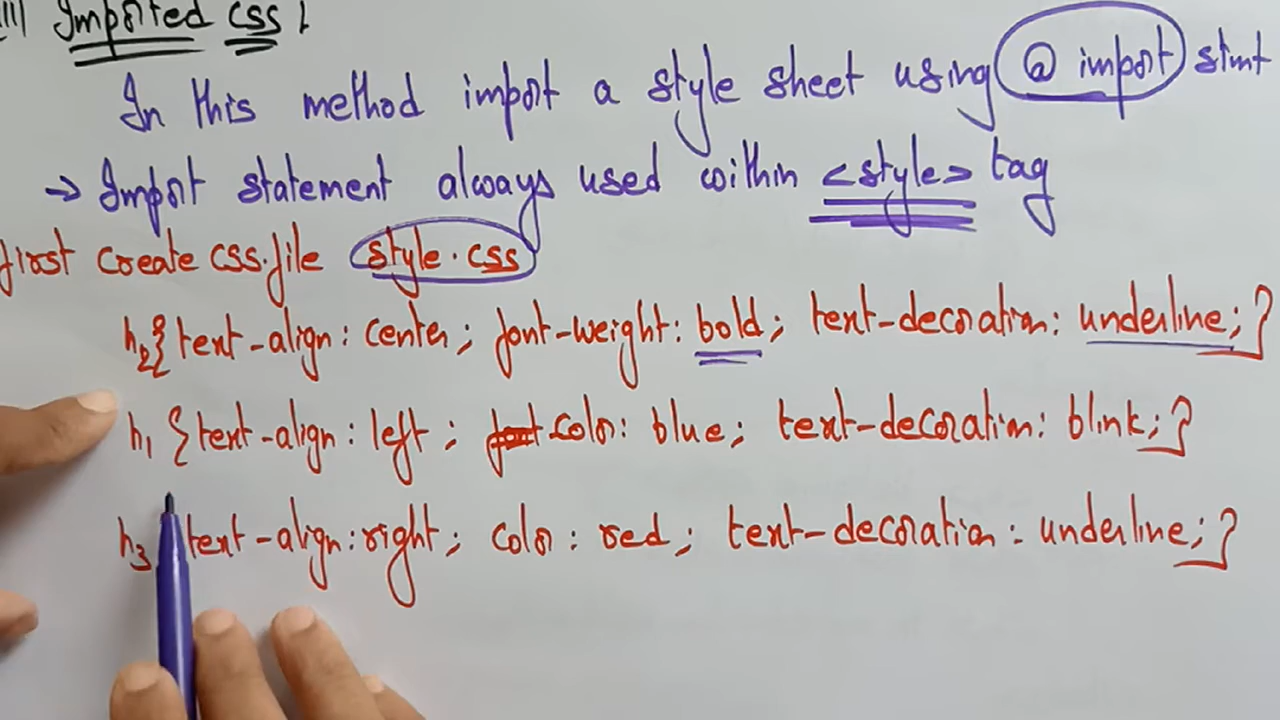 iii) Imported css :
In this method import a style sheet using @ import stmt
→ Import statement always used within <style> tag
first create css.file style.css
h2{text-align: center; font-weight: bold; text-decoration: underline;}
h1 {text-align: left; color: blue; text-decoration: blink;}
h3 text-align: right; color: red; text-decoration: underline;}